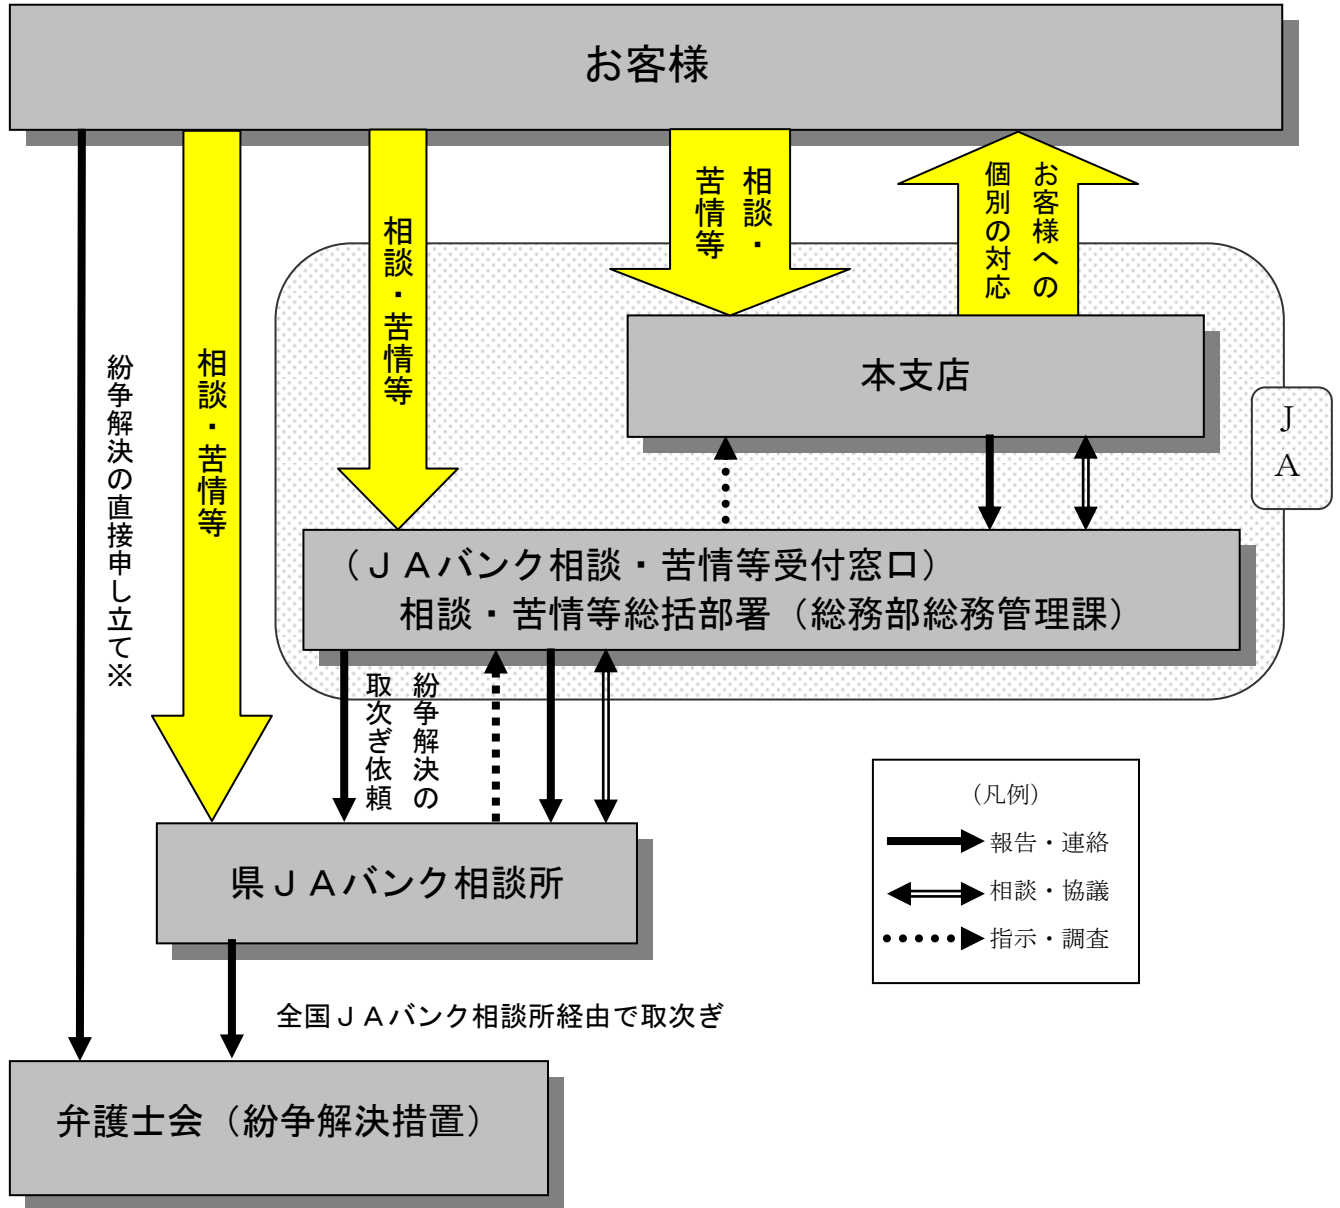 お客様
紛争解決の直接申し立て※
相談・苦情等
相談・苦情等
相談・
苦情等
お客様への
個別の対応
本支店
JA
（ＪＡバンク相談・苦情等受付窓口）
相談・苦情等総括部署（総務部総務管理課）
紛争解決の
取次ぎ依頼
県ＪＡバンク相談所
（凡例）
報告・連絡
相談・協議
指示・調査
全国ＪＡバンク相談所経由で取次ぎ
弁護士会（紛争解決措置）